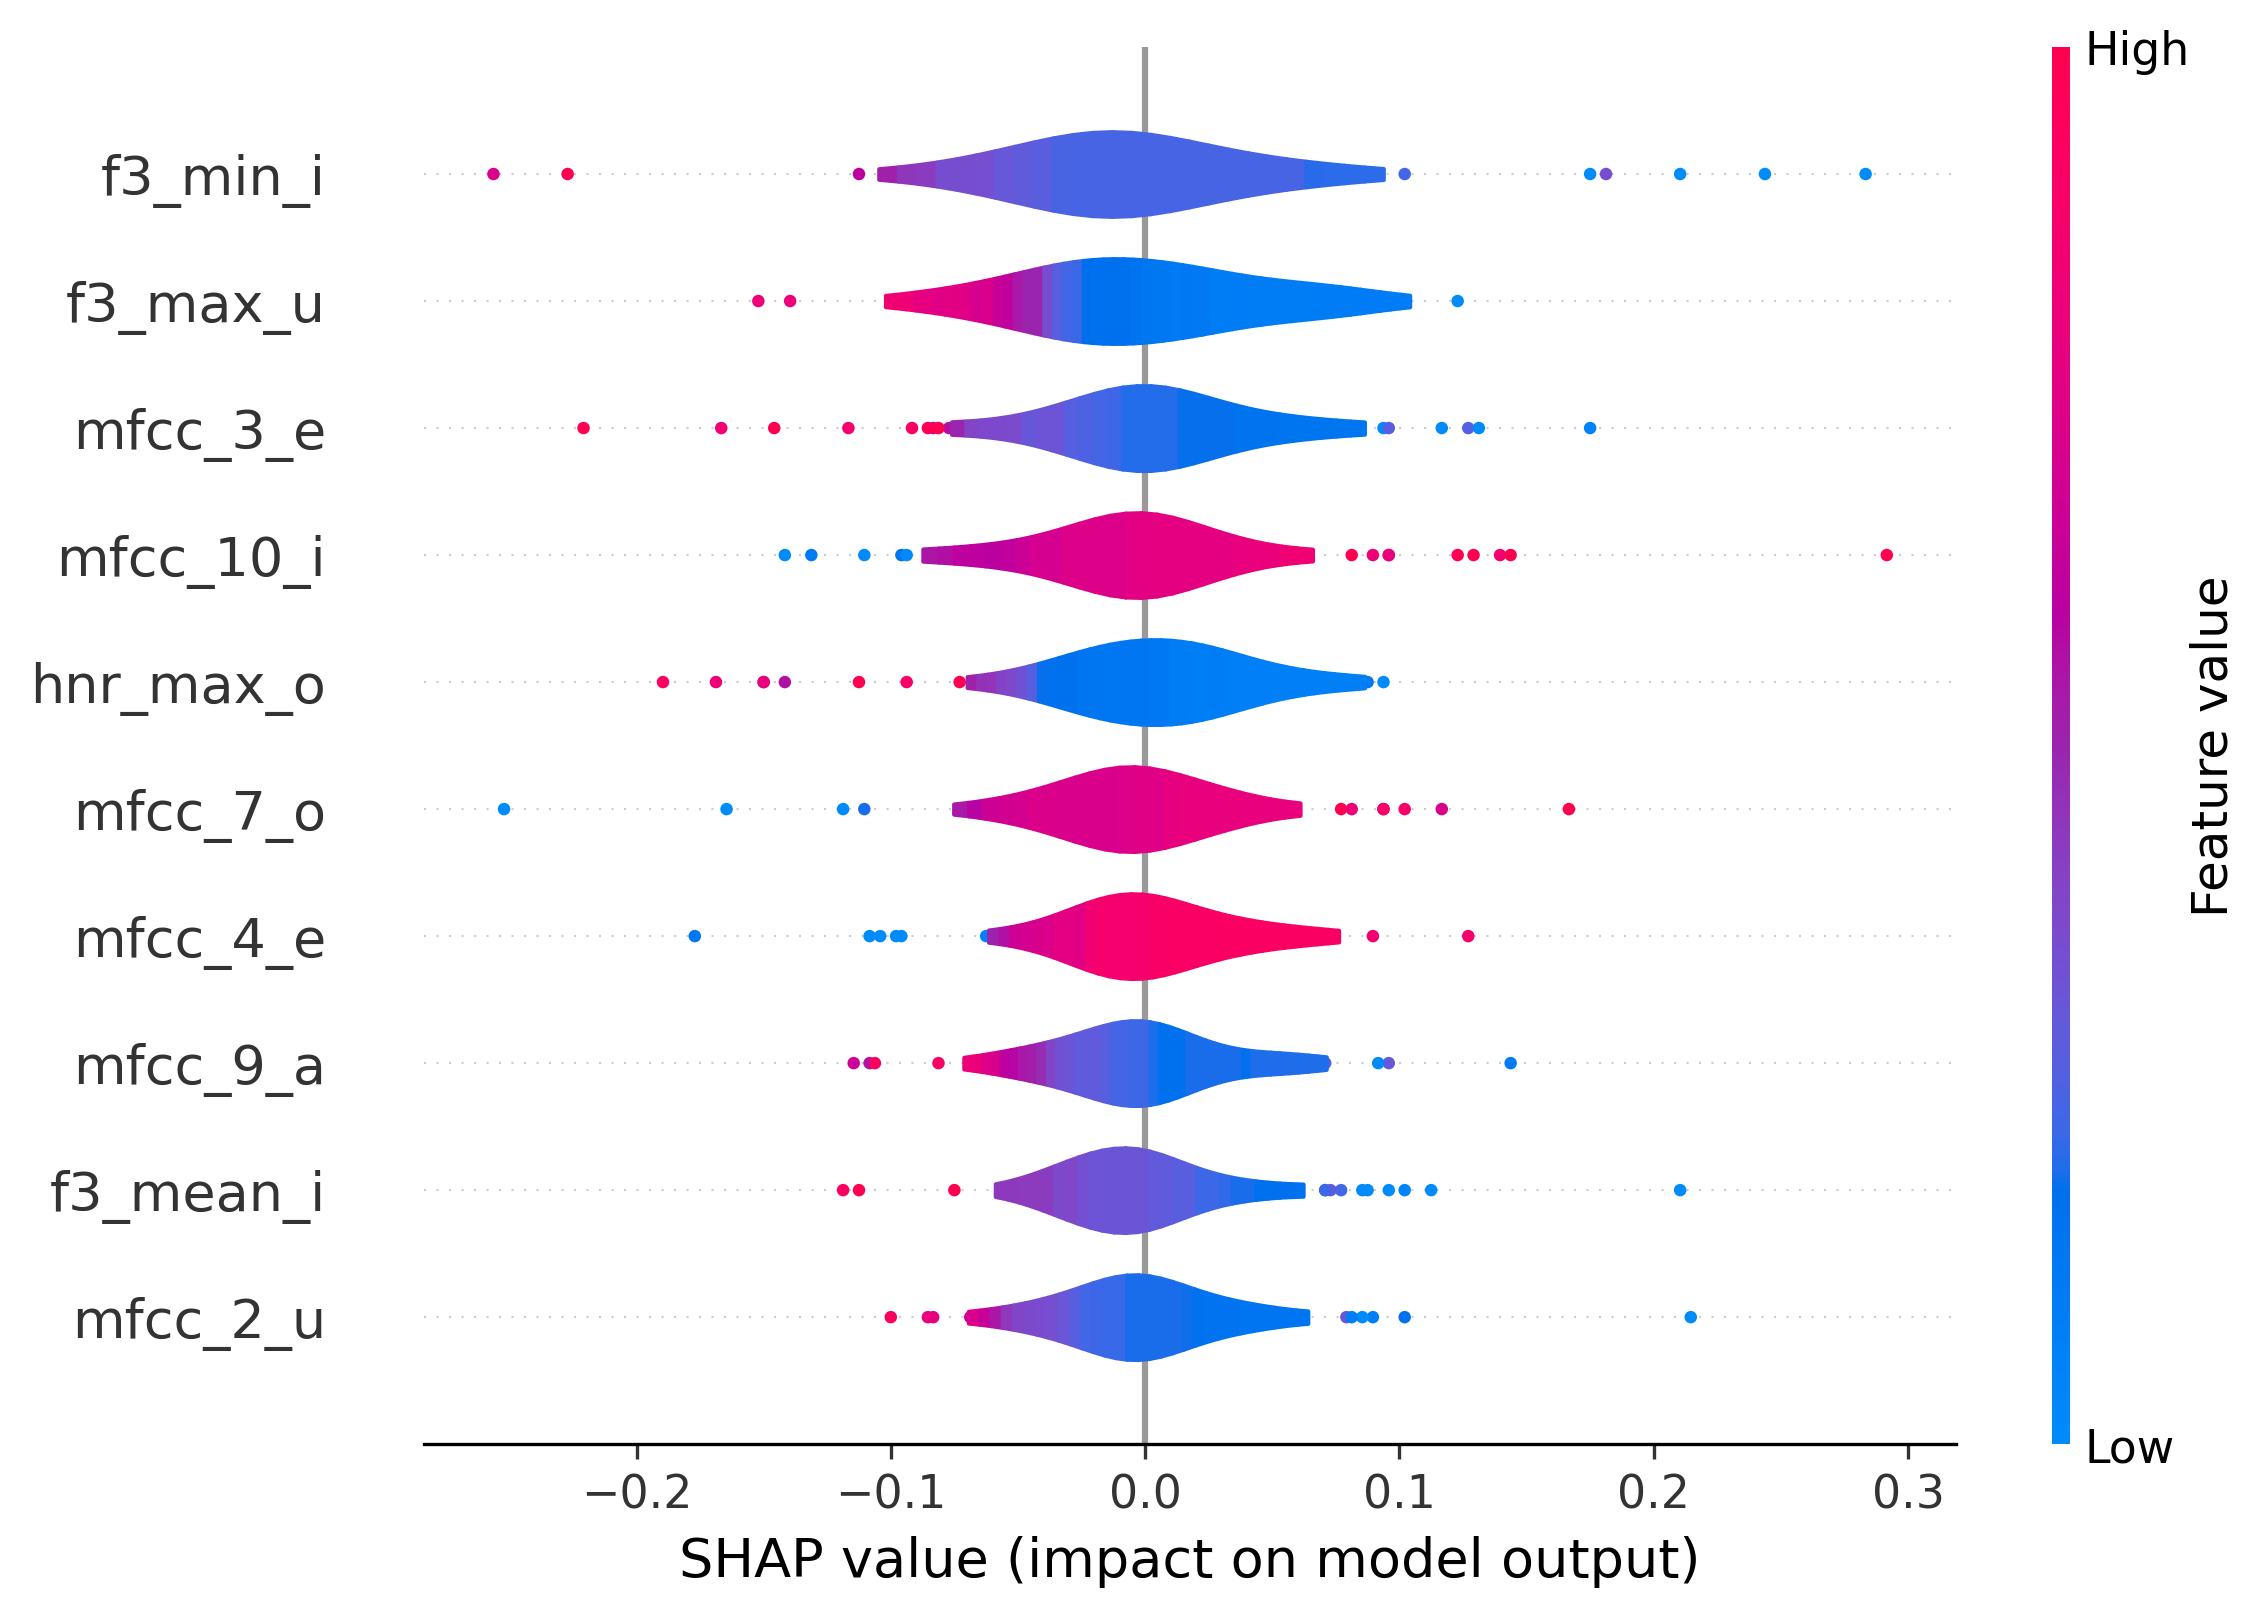 High
f3_min_i
f3_max_u
mfcc_3_e
mfcc_10_i
hnr_max_o
mfcc_7_o
mfcc_4_e
mfcc_9_a
f3_mean_i
mfcc_2_u
Feature value
Low
−0.2 −0.1 0.0 0.1 0.2 0.3
SHAP value (impact on model output)